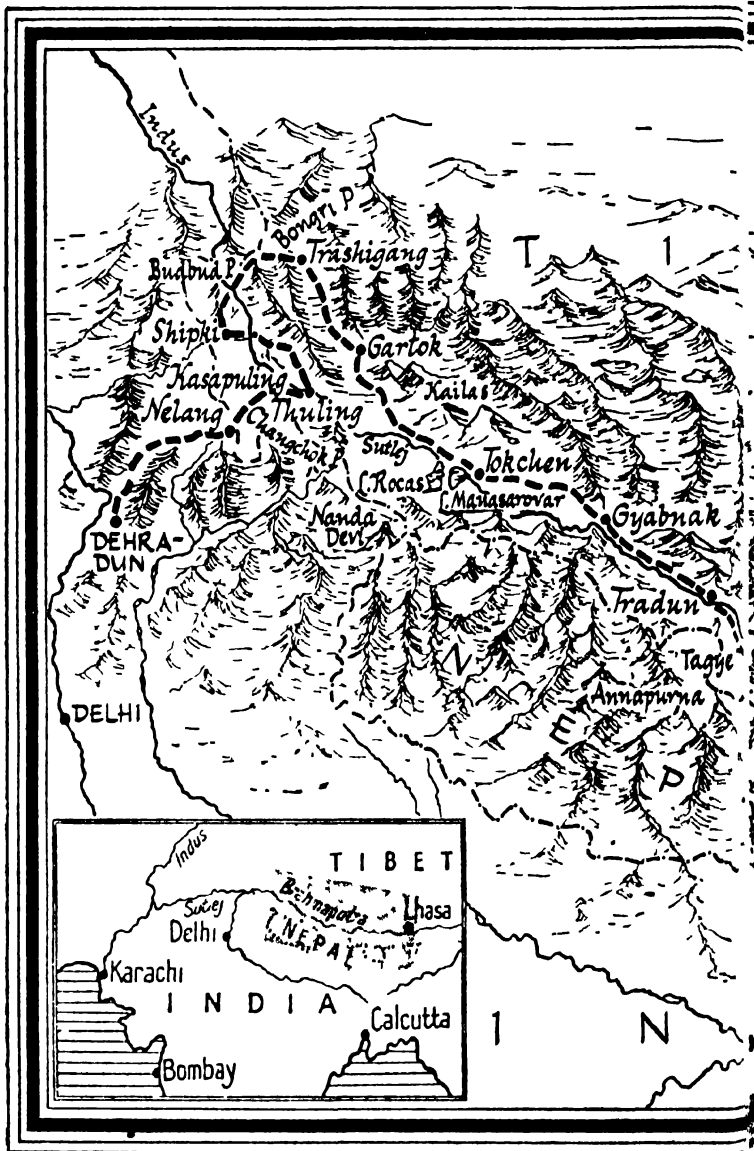 Indus
Bongri P.
T I
Trashigang
Budbud P.
Shipki
Gartok
Kasapuling
Kailas
Nelang
Thuling
Changchok P.
Sutlej
Tokchen
L. Rocas
L. Manasarovar
Gyabnak
Nanda
Devi
DEHRA-
DUN
Tradun
Tagye
N
Annapurna
DELHI
E
P
Indus
TIBET
Sutlej
Lhasa
Delhi
NEPAL
Karachi
INDIA
Calcutta
Bombay
I N